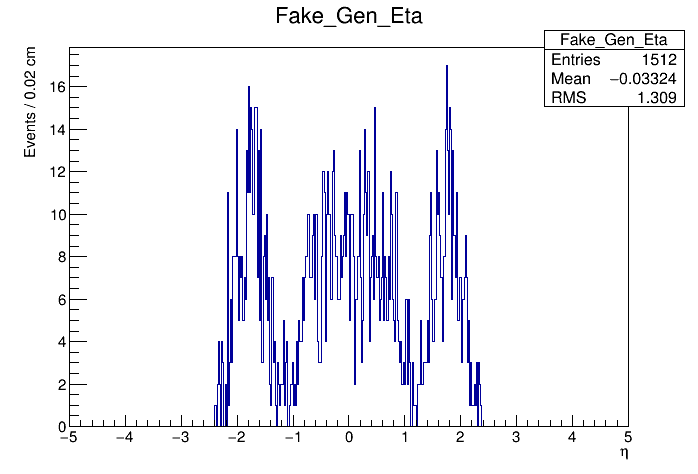 Fake_Gen_Eta
Fake_Gen_Eta
Entries 1512
Mean −0.03324
RMS 1.309
Events / 0.02 cm
16
14
12
10
8
6
4
2
0
−5 −4 −3 −2 −1 0 1 2 3 4 5
η